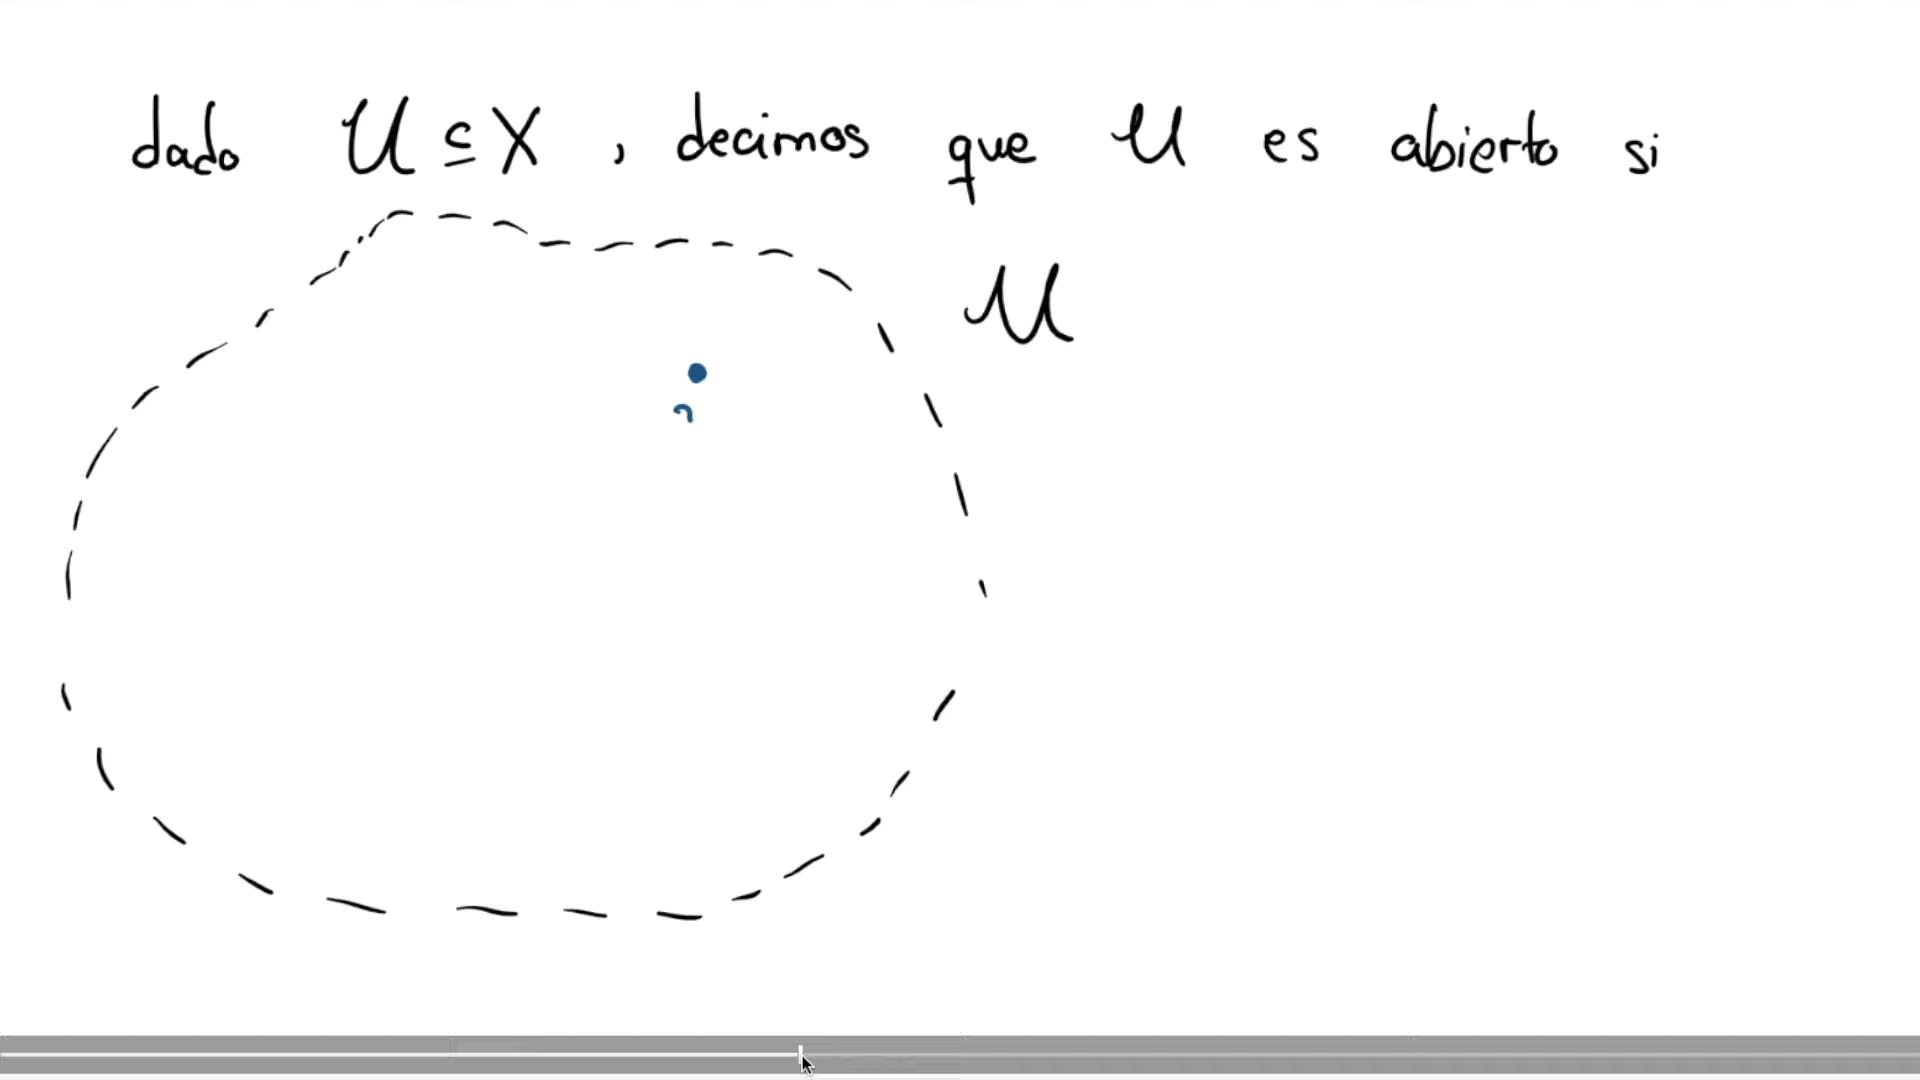 dado U ⊆ X , decimos que U es abierto si
U